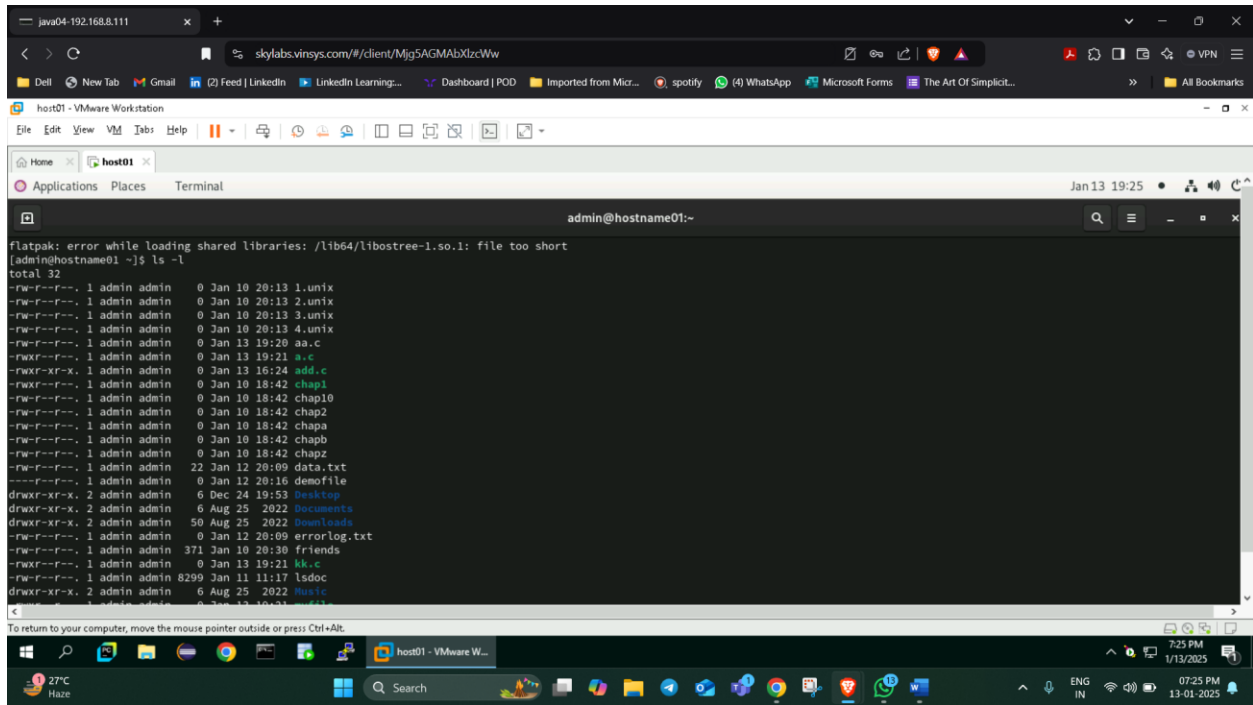 java04-192.168.8.111
skylabs.vinsys.com/#/client/Mjg5AGMAbXlzcWw
VPN
Dell New Tab Gmail (2) Feed | LinkedIn LinkedIn Learning:... Dashboard | POD Imported from Micr... spotify (4) WhatsApp Microsoft Forms The Art Of Simplicit... » All Bookmarks
host01 - VMware Workstation
File Edit View VM Tabs Help
Home host01
Applications Places Terminal Jan 13 19:25
admin@hostname01:~
flatpak: error while loading shared libraries: /lib64/libostree-1.so.1: file too short
[admin@hostname01 ~]$ ls -l
total 32
-rw-r--r--. 1 admin admin 0 Jan 10 20:13 1.unix
-rw-r--r--. 1 admin admin 0 Jan 10 20:13 2.unix
-rw-r--r--. 1 admin admin 0 Jan 10 20:13 3.unix
-rw-r--r--. 1 admin admin 0 Jan 10 20:13 4.unix
-rw-r--r--. 1 admin admin 0 Jan 13 19:20 aa.c
-rwxr--r--. 1 admin admin 0 Jan 13 19:21 a.c
-rwxr-xr-x. 1 admin admin 0 Jan 13 16:24 add.c
-rwxr--r--. 1 admin admin 0 Jan 10 18:42 chap1
-rw-r--r--. 1 admin admin 0 Jan 10 18:42 chap10
-rw-r--r--. 1 admin admin 0 Jan 10 18:42 chap2
-rw-r--r--. 1 admin admin 0 Jan 10 18:42 chapa
-rw-r--r--. 1 admin admin 0 Jan 10 18:42 chapb
-rw-r--r--. 1 admin admin 0 Jan 10 18:42 chapz
-rw-r--r--. 1 admin admin 22 Jan 12 20:09 data.txt
----r--r--. 1 admin admin 0 Jan 12 20:16 demofile
drwxr-xr-x. 2 admin admin 6 Dec 24 19:53 Desktop
drwxr-xr-x. 2 admin admin 6 Aug 25 2022 Documents
drwxr-xr-x. 2 admin admin 50 Aug 25 2022 Downloads
-rw-r--r--. 1 admin admin 0 Jan 12 20:09 errorlog.txt
-rw-r--r--. 1 admin admin 371 Jan 10 20:30 friends
-rwxr--r--. 1 admin admin 0 Jan 13 19:21 kk.c
-rw-r--r--. 1 admin admin 8299 Jan 11 11:17 lsdoc
drwxr-xr-x. 2 admin admin 6 Aug 25 2022 Music
To return to your computer, move the mouse pointer outside or press Ctrl+Alt.
host01 - VMware W...
7:25 PM
1/13/2025
27°C
Haze
Search
ENG
IN
07:25 PM
13-01-2025